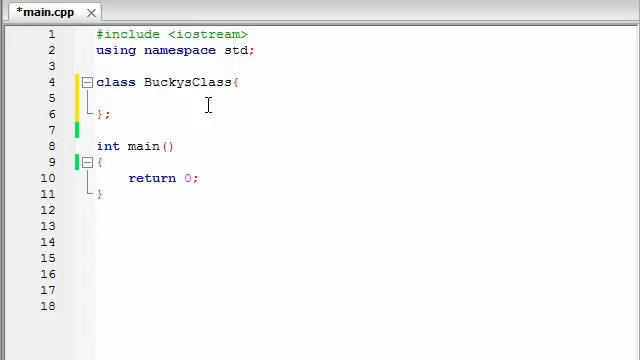 *main.cpp
1 #include <iostream>
2 using namespace std;
3
4 class BuckysClass{
5
6 };
7
8 int main()
9 {
10 return 0;
11 }
12
13
14
15
16
17
18